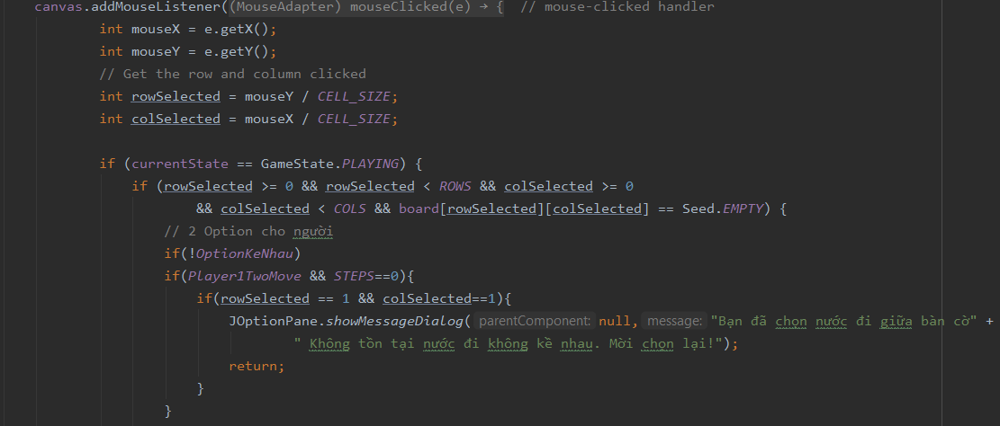 canvas.addMouseListener((MouseAdapter) mouseClicked(e) → {  // mouse-clicked handler
int mouseX = e.getX();
int mouseY = e.getY();
// Get the row and column clicked
int rowSelected = mouseY / CELL_SIZE;
int colSelected = mouseX / CELL_SIZE;
if (currentState == GameState.PLAYING) {
if (rowSelected >= 0 && rowSelected < ROWS && colSelected >= 0
&& colSelected < COLS && board[rowSelected][colSelected] == Seed.EMPTY) {
// 2 Option cho người
if(!OptionKeNhau)
if(Player1TwoMove && STEPS==0){
if(rowSelected == 1 && colSelected==1){
JOptionPane.showMessageDialog( parentComponent: null, message: "Bạn đã chọn nước đi giữa bàn cờ" +
" Không tồn tại nước đi không kề nhau. Mời chọn lại!");
return;
}
}